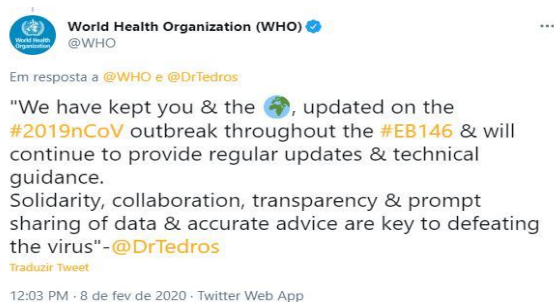 World Health Organization (WHO)
@WHO
World Health
Organization
Em resposta a @WHO e @DrTedros
"We have kept you & the 🌍, updated on the
#2019nCoV outbreak throughout the #EB146 & will
continue to provide regular updates & technical
guidance.
Solidarity, collaboration, transparency & prompt
sharing of data & accurate advice are key to defeating
the virus"-@DrTedros
Traduzir Tweet
12:03 PM · 8 de fev de 2020 · Twitter Web App